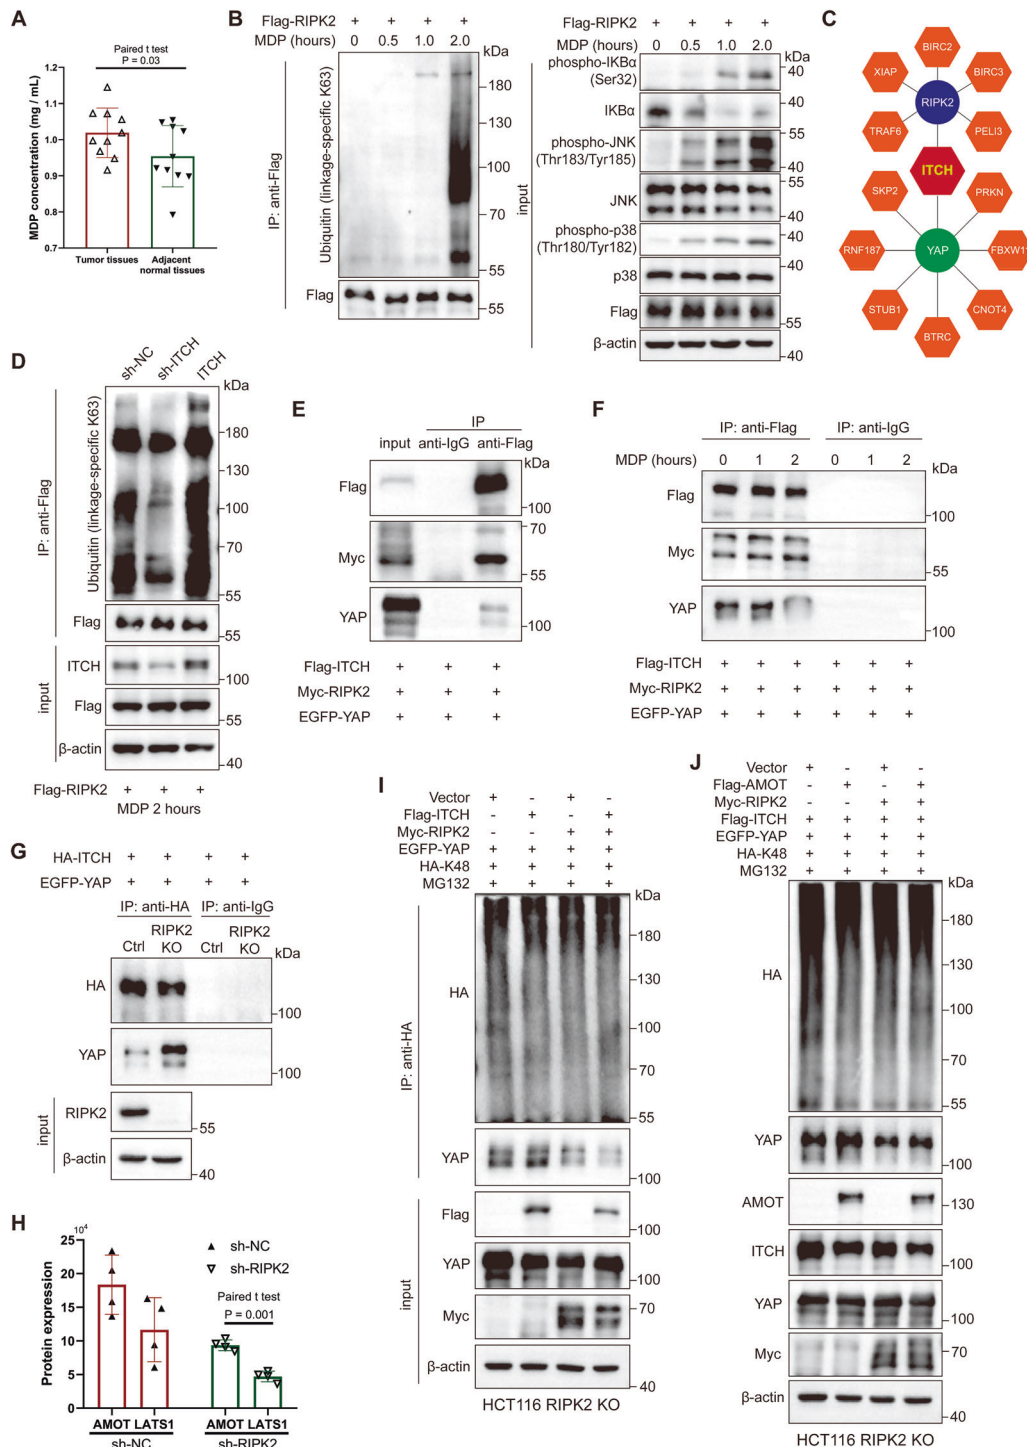 A
Paired t test
P = 0.03
MDP concentration (mg / mL)
1.2
1.1
1.0
0.9
0.8
0.7
Tumor tissues
Adjacent
normal tissues
B
Flag-RIPK2 + + + +
MDP (hours) 0 0.5 1.0 2.0
kDa
IP: anti-Flag
Ubiquitin (linkage-specific K63)
180
130
100
70
55
Flag
55
Flag-RIPK2 + + + +
MDP (hours) 0 0.5 1.0 2.0
input
phospho-IKBα
(Ser32)
kDa
40
IKBα
40
phospho-JNK
(Thr183/Tyr185)
55
40
JNK
55
40
phospho-p38
(Thr180/Tyr182)
40
p38
40
Flag
55
β-actin
40
C
BIRC2
XIAP
BIRC3
RIPK2
TRAF6
PELI3
ITCH
SKP2
PRKN
RNF187
YAP
FBXW11
STUB1
CNOT4
BTRC
D
sh-NC
sh-ITCH
ITCH
kDa
IP: anti-Flag
Ubiquitin (linkage-specific K63)
180
130
100
70
55
Flag
55
input
ITCH
100
Flag
55
β-actin
40
Flag-RIPK2 + + +
MDP 2 hours
E
IP
input anti-IgG anti-Flag
kDa
Flag
100
Myc
70
55
YAP
100
Flag-ITCH + + +
Myc-RIPK2 + + +
EGFP-YAP + + +
F
IP: anti-Flag IP: anti-IgG
MDP (hours) 0 1 2 0 1 2
kDa
Flag
100
Myc
55
YAP
100
Flag-ITCH + + + + + +
Myc-RIPK2 + + + + + +
EGFP-YAP + + + + + +
G
HA-ITCH + + + +
EGFP-YAP + + + +
IP: anti-HA IP: anti-IgG
Ctrl RIPK2 KO Ctrl RIPK2 KO
kDa
HA
100
YAP
100
input
RIPK2
55
β-actin
40
H
10⁴
Protein expression
25
20
15
10
5
0
sh-NC
sh-RIPK2
Paired t test
P = 0.001
AMOT LATS1 AMOT LATS1
sh-NC sh-RIPK2
I
Vector + - + -
Flag-ITCH - + - +
Myc-RIPK2 - - + +
EGFP-YAP + + + +
HA-K48 + + + +
MG132 + + + +
kDa
IP: anti-HA
HA
180
130
100
70
55
YAP
100
input
Flag
100
YAP
100
Myc
70
β-actin
40
HCT116 RIPK2 KO
J
Vector + - + -
Flag-AMOT - + - +
Myc-RIPK2 - - + +
Flag-ITCH + + + +
EGFP-YAP + + + +
HA-K48 + + + +
MG132 + + + +
kDa
HA
180
130
100
70
55
YAP
100
AMOT
130
ITCH
100
YAP
100
Myc
70
β-actin
40
HCT116 RIPK2 KO